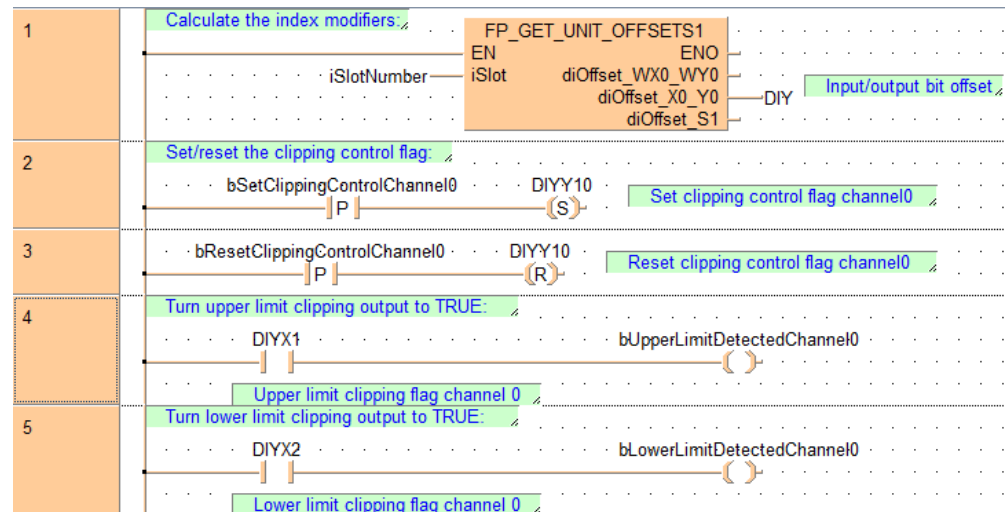 1
Calculate the index modifiers:
FP_GET_UNIT_OFFSETS1
EN ENO
iSlotNumber iSlot diOffset_WX0_WY0
diOffset_X0_Y0 DIY Input/output bit offset
diOffset_S1
2
Set/reset the clipping control flag:
bSetClippingControlChannel0 DIYY10
P S Set clipping control flag channel0
3
bResetClippingControlChannel0 DIYY10
P R Reset clipping control flag channel0
4
Turn upper limit clipping output to TRUE:
DIYX1 bUpperLimitDetectedChannel0
Upper limit clipping flag channel 0
5
Turn lower limit clipping output to TRUE:
DIYX2 bLowerLimitDetectedChannel0
Lower limit clipping flag channel 0